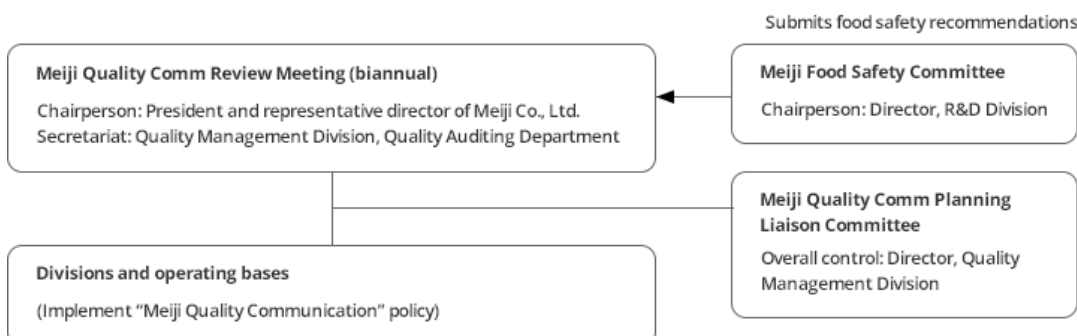 Submits food safety recommendations
Meiji Quality Comm Review Meeting (biannual)
Chairperson: President and representative director of Meiji Co., Ltd.
Secretariat: Quality Management Division, Quality Auditing Department
Meiji Food Safety Committee
Chairperson: Director, R&D Division
Meiji Quality Comm Planning
Liaison Committee
Overall control: Director, Quality
Management Division
Divisions and operating bases
(Implement “Meiji Quality Communication” policy)